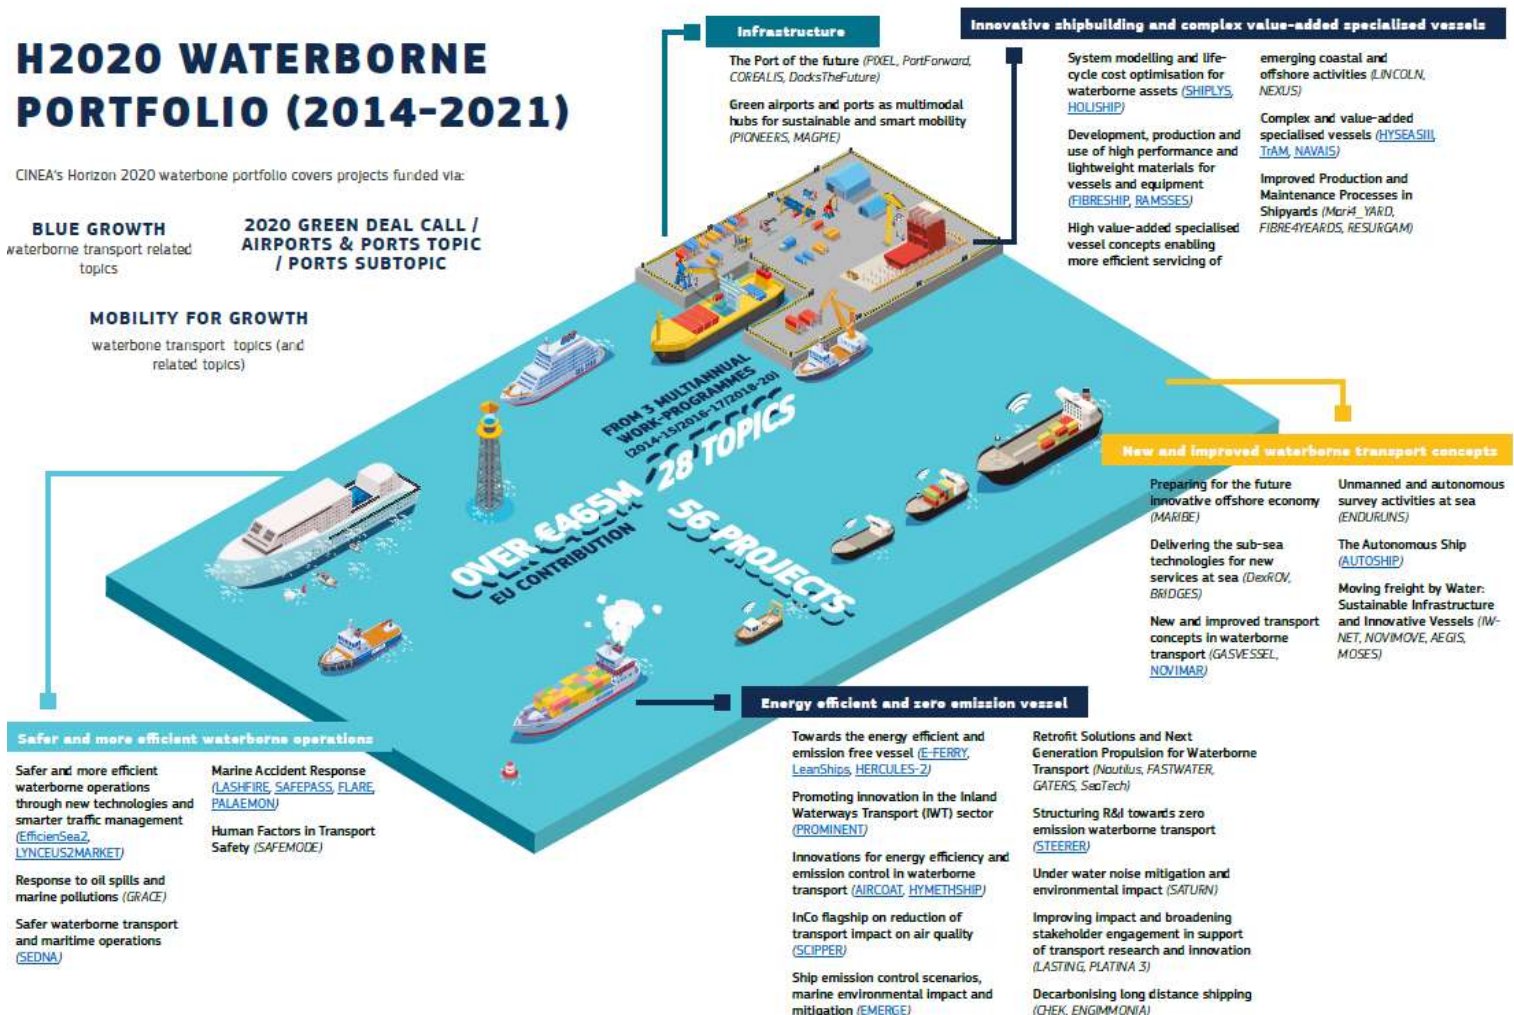 H2020 WATERBORNE
PORTFOLIO (2014-2021)
CINEA's Horizon 2020 waterbone portfolio covers projects funded via:
BLUE GROWTH
waterborne transport related
topics
2020 GREEN DEAL CALL /
AIRPORTS & PORTS TOPIC
/ PORTS SUBTOPIC
MOBILITY FOR GROWTH
waterbone transport topics (and
related topics)
Infrastructure
The Port of the future (PIXEL, PortForward,
COREALIS, DocksTheFuture)
Green airports and ports as multimodal
hubs for sustainable and smart mobility
(PIONEERS, MAGPIE)
Innovative shipbuilding and complex value-added specialised vessels
System modelling and life-
cycle cost optimisation for
waterborne assets (SHIPLYS,
HOLISHIP)
Development, production and
use of high performance and
lightweight materials for
vessels and equipment
(FIBRESHIP, RAMSSES)
High value-added specialised
vessel concepts enabling
more efficient servicing of
emerging coastal and
offshore activities (LINCOLN,
NEXUS)
Complex and value-added
specialised vessels (HYSEASIII,
TrAM, NAVAIS)
Improved Production and
Maintenance Processes in
Shipyards (Mari4_YARD,
FIBRE4YEARDS, RESURGAM)
FROM 3 MULTIANNUAL
WORK-PROGRAMMES
(2014-15/2016-17/2018-20)
28 TOPICS
OVER €465M
EU CONTRIBUTION
56 PROJECTS
New and improved waterborne transport concepts
Preparing for the future
innovative offshore economy
(MARIBE)
Delivering the sub-sea
technologies for new
services at sea (DexROV,
BRIDGES)
New and improved transport
concepts in waterborne
transport (GASVESSEL,
NOVIMAR)
Unmanned and autonomous
survey activities at sea
(ENDURUNS)
The Autonomous Ship
(AUTOSHIP)
Moving freight by Water:
Sustainable Infrastructure
and Innovative Vessels (IW-
NET, NOVIMOVE, AEGIS,
MOSES)
Safer and more efficient waterborne operations
Safer and more efficient
waterborne operations
through new technologies and
smarter traffic management
(EfficienSea2,
LYNCEUS2MARKET)
Response to oil spills and
marine pollutions (GRACE)
Safer waterborne transport
and maritime operations
(SEDNA)
Marine Accident Response
(LASHFIRE, SAFEPASS, FLARE,
PALAEMON)
Human Factors in Transport
Safety (SAFEMODE)
Energy efficient and zero emission vessel
Towards the energy efficient and
emission free vessel (E-FERRY,
LeanShips, HERCULES-2)
Promoting innovation in the Inland
Waterways Transport (IWT) sector
(PROMINENT)
Innovations for energy efficiency and
emission control in waterborne
transport (AIRCOAT, HYMETHSHIP)
InCo flagship on reduction of
transport impact on air quality
(SCIPPER)
Ship emission control scenarios,
marine environmental impact and
mitigation (EMERGE)
Retrofit Solutions and Next
Generation Propulsion for Waterborne
Transport (Nautilus, FASTWATER,
GATERS, SeaTech)
Structuring R&I towards zero
emission waterborne transport
(STEERER)
Under water noise mitigation and
environmental impact (SATURN)
Improving impact and broadening
stakeholder engagement in support
of transport research and innovation
(LASTING, PLATINA 3)
Decarbonising long distance shipping
(CHEK, ENGIMMONIA)